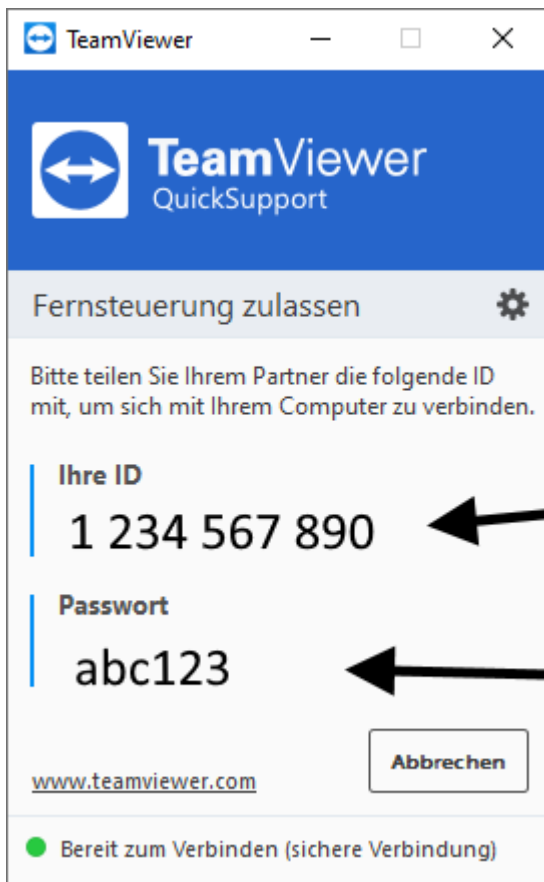 TeamViewer
TeamViewer
QuickSupport
Fernsteuerung zulassen
Bitte teilen Sie Ihrem Partner die folgende ID
mit, um sich mit Ihrem Computer zu verbinden.
Ihre ID
1 234 567 890
Passwort
abc123
Abbrechen
www.teamviewer.com
Bereit zum Verbinden (sichere Verbindung)